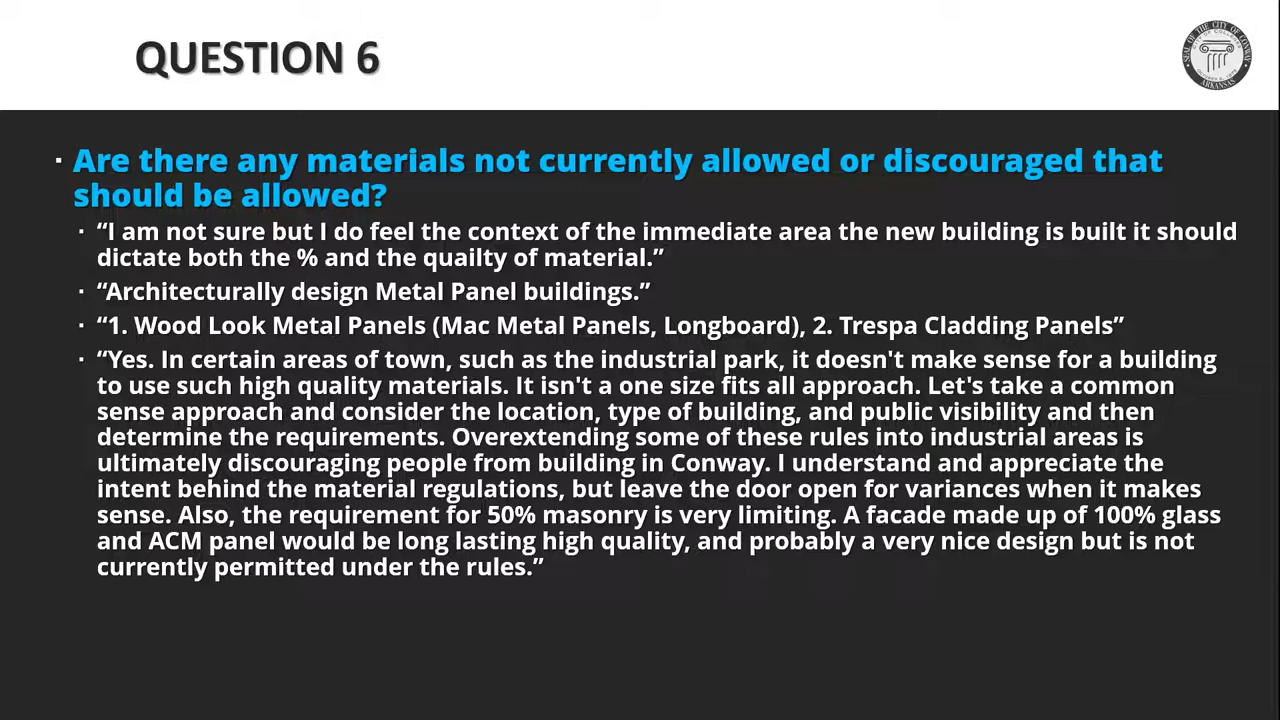 QUESTION 6
SEAL OF THE CITY OF CONWAY
ARKANSAS
▪ Are there any materials not currently allowed or discouraged that
should be allowed?
▪ “I am not sure but I do feel the context of the immediate area the new building is built it should
dictate both the % and the quailty of material.”
▪ “Architecturally design Metal Panel buildings.”
▪ “1. Wood Look Metal Panels (Mac Metal Panels, Longboard), 2. Trespa Cladding Panels”
▪ “Yes. In certain areas of town, such as the industrial park, it doesn't make sense for a building
to use such high quality materials. It isn't a one size fits all approach. Let's take a common
sense approach and consider the location, type of building, and public visibility and then
determine the requirements. Overextending some of these rules into industrial areas is
ultimately discouraging people from building in Conway. I understand and appreciate the
intent behind the material regulations, but leave the door open for variances when it makes
sense. Also, the requirement for 50% masonry is very limiting. A facade made up of 100% glass
and ACM panel would be long lasting high quality, and probably a very nice design but is not
currently permitted under the rules.”